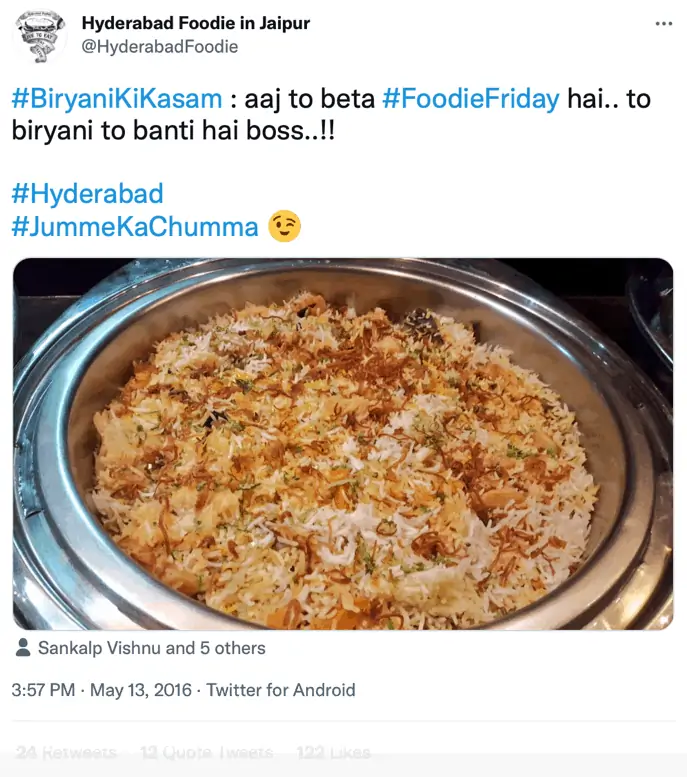 Hyderabad Foodie in Jaipur
@HyderabadFoodie
#BiryaniKiKasam : aaj to beta #FoodieFriday hai.. to
biryani to banti hai boss..!!
#Hyderabad
#JummeKaChumma 😉
Sankalp Vishnu and 5 others
3:57 PM · May 13, 2016 · Twitter for Android
24 Retweets 12 Quote Tweets 122 Likes